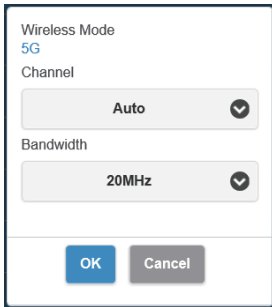 Wireless Mode
5G
Channel
Auto
Bandwidth
20MHz
OK Cancel